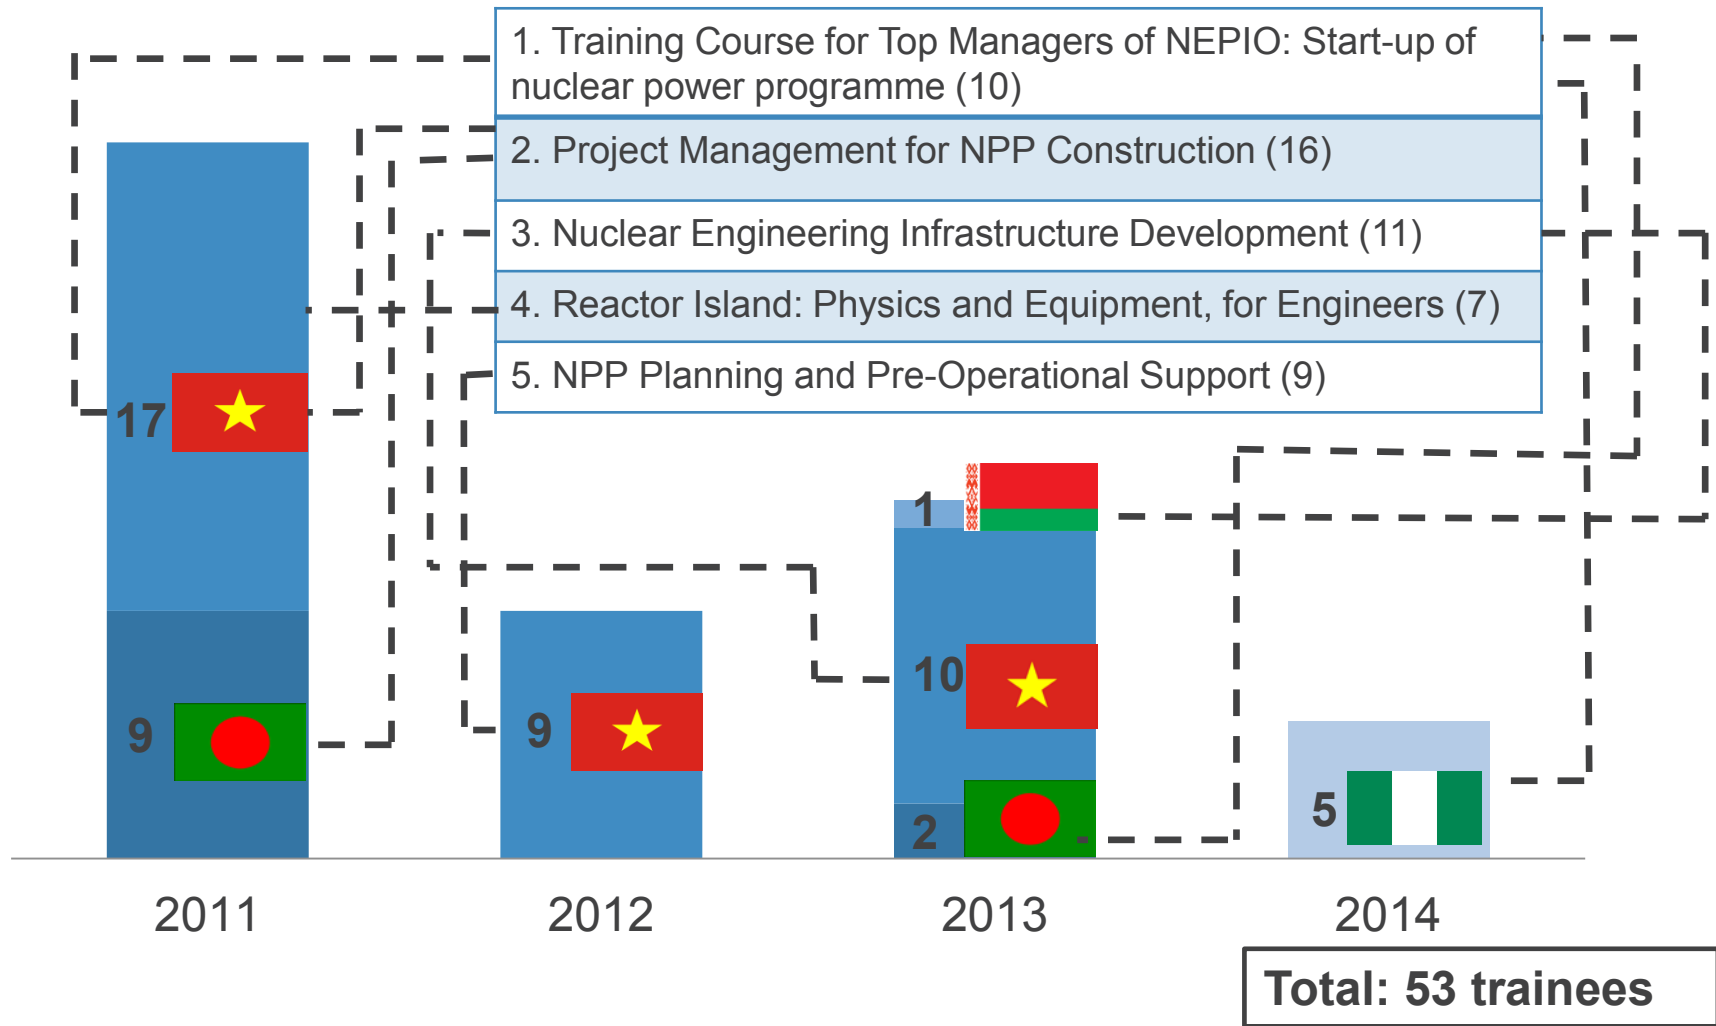 1. Training Course for Top Managers of NEPIO: Start-up of
nuclear power programme (10)
2. Project Management for NPP Construction (16)
3. Nuclear Engineering Infrastructure Development (11)
4. Reactor Island: Physics and Equipment, for Engineers (7)
5. NPP Planning and Pre-Operational Support (9)
17
9
9
1
10
2
5
2011
2012
2013
2014
Total: 53 trainees